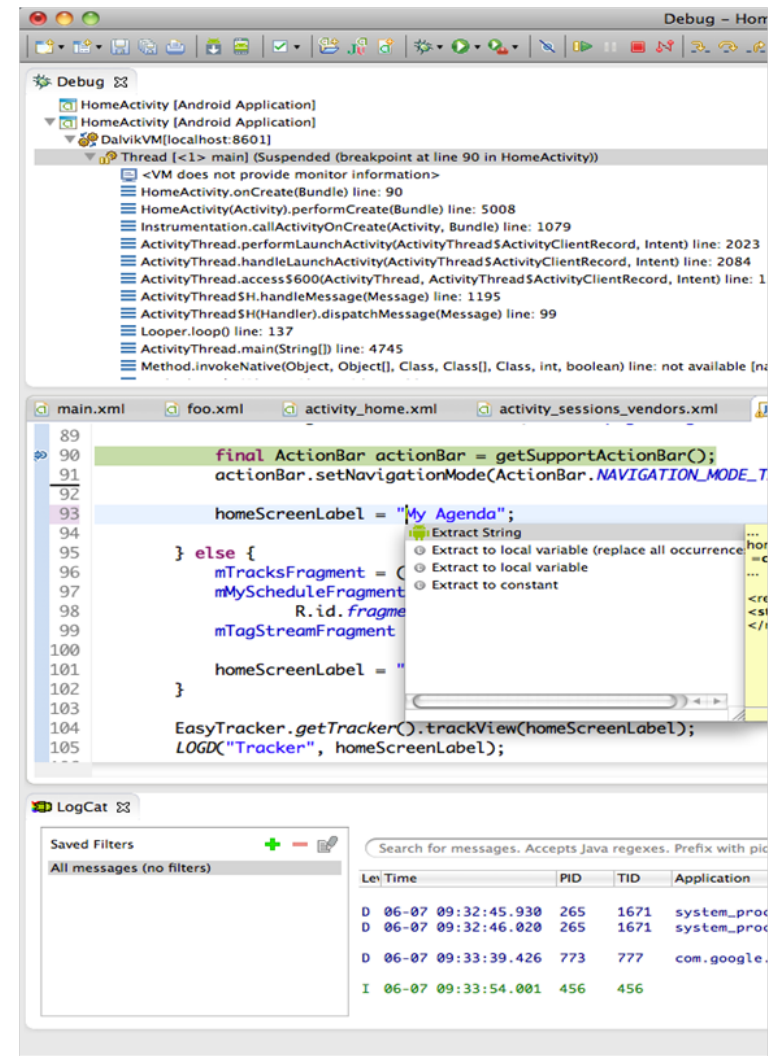 Debug – Hom
Debug
HomeActivity [Android Application]
HomeActivity [Android Application]
DalvikVM[localhost:8601]
Thread [<1> main] (Suspended (breakpoint at line 90 in HomeActivity))
<VM does not provide monitor information>
HomeActivity.onCreate(Bundle) line: 90
HomeActivity(Activity).performCreate(Bundle) line: 5008
Instrumentation.callActivityOnCreate(Activity, Bundle) line: 1079
ActivityThread.performLaunchActivity(ActivityThread$ActivityClientRecord, Intent) line: 2023
ActivityThread.handleLaunchActivity(ActivityThread$ActivityClientRecord, Intent) line: 2084
ActivityThread.access$600(ActivityThread, ActivityThread$ActivityClientRecord, Intent) line: 1
ActivityThread$H.handleMessage(Message) line: 1195
ActivityThread$H(Handler).dispatchMessage(Message) line: 99
Looper.loop() line: 137
ActivityThread.main(String[]) line: 4745
Method.invokeNative(Object, Object[], Class, Class[], Class, int, boolean) line: not available [na
main.xml foo.xml activity_home.xml activity_sessions_vendors.xml
89
90 final ActionBar actionBar = getSupportActionBar();
91 actionBar.setNavigationMode(ActionBar.NAVIGATION_MODE_T
92
93 homeScreenLabel = "My Agenda";
94 Extract String
95 } else { Extract to local variable (replace all occurrence
96 mTracksFragment = ( Extract to local variable
97 mMyScheduleFragment Extract to constant
98 R.id.fragme
99 mTagStreamFragment
100
101 homeScreenLabel = "
102 }
103
104 EasyTracker.getTracker().trackView(homeScreenLabel);
105 LOGD("Tracker", homeScreenLabel);
...
hom
=c
...
<re
<st
</r
LogCat
Saved Filters
All messages (no filters)
Search for messages. Accepts Java regexes. Prefix with pid
Lev Time PID TID Application
D 06-07 09:32:45.930 265 1671 system_proc
D 06-07 09:32:46.020 265 1671 system_proc
D 06-07 09:33:39.426 773 777 com.google.
I 06-07 09:33:54.001 456 456